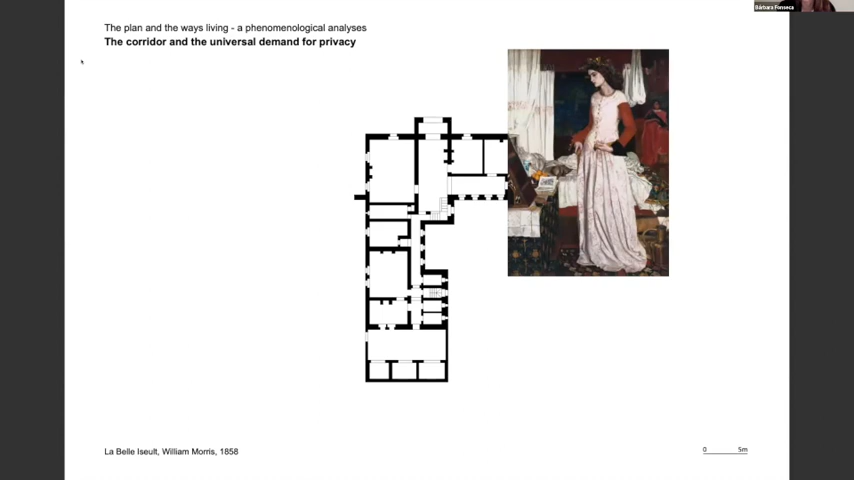 Bárbara Fonseca
The plan and the ways living - a phenomenological analyses
The corridor and the universal demand for privacy
La Belle Iseult, William Morris, 1858
0 5m